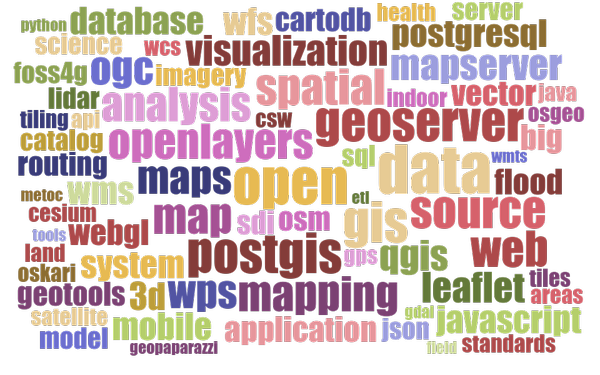 python database wfs cartodb health server
science wcs visualization postgresql
foss4g ogc imagery spatial mapserver
lidar analysis indoor vector java
tiling api csw geoserver osgeo
catalog openlayers big
routing maps open sql data wmts
metoc wms etl flood
cesium map sdi osm gis source
tools webgl
land system postgis gps qgis web
oskari
geotools 3d wps mapping leaflet tiles
areas
satellite mobile application json gdal javascript
model geopaparazzi field standards